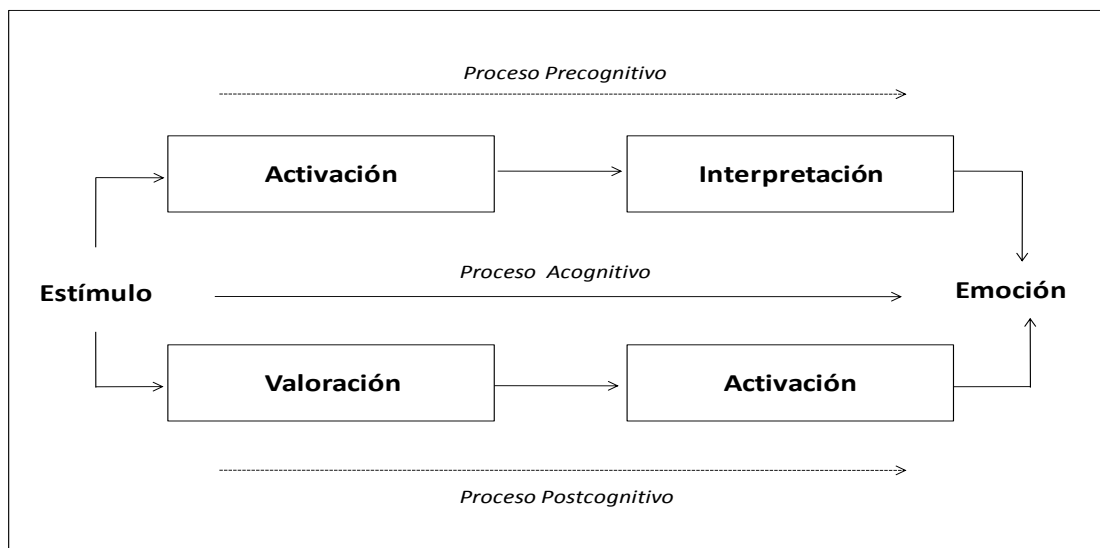 Proceso Precognitivo
Activación
Interpretación
Proceso Acognitivo
Estímulo
Emoción
Valoración
Activación
Proceso Postcognitivo